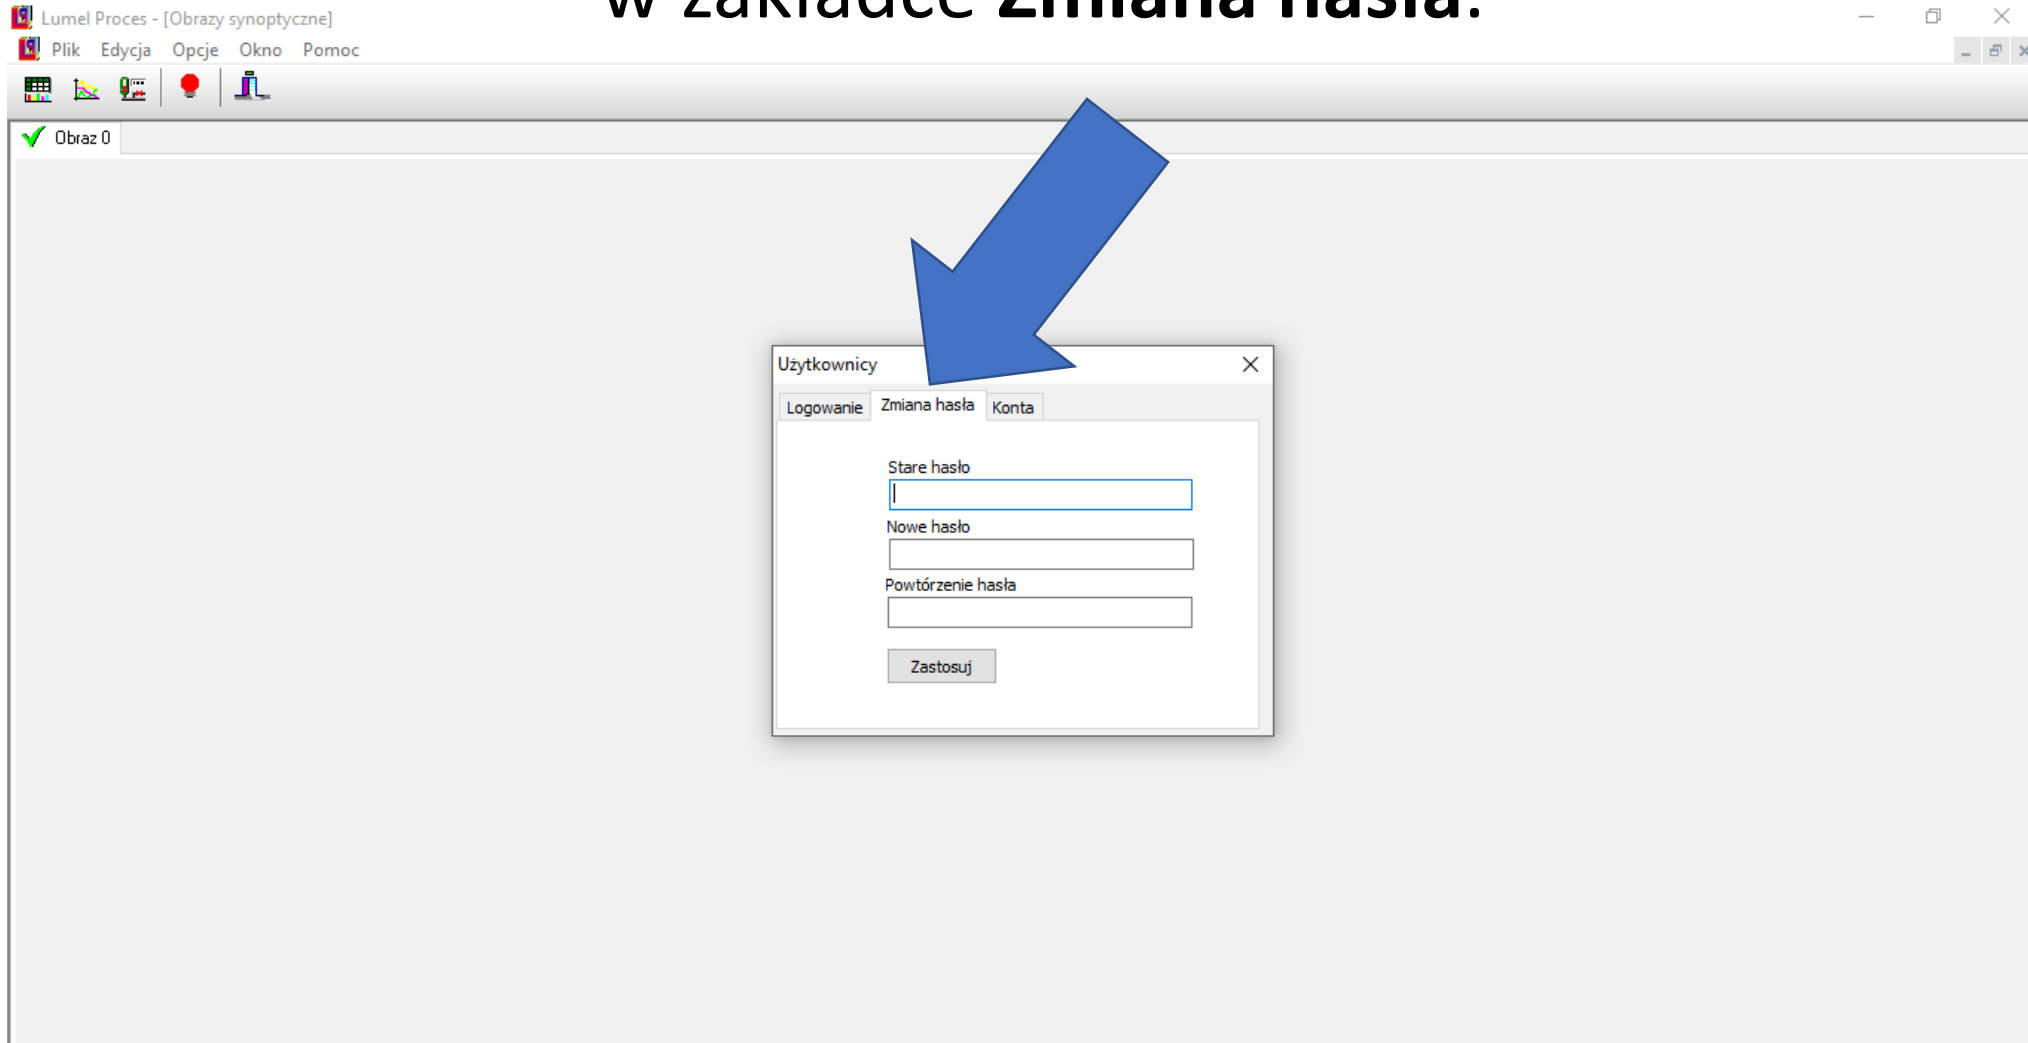 w zakładce Zmiana hasła.
Lumel Proces - [Obrazy synoptyczne]
Plik Edycja Opcje Okno Pomoc
Obraz 0
Użytkownicy
Logowanie Zmiana hasła Konta
Stare hasło
Nowe hasło
Powtórzenie hasła
Zastosuj